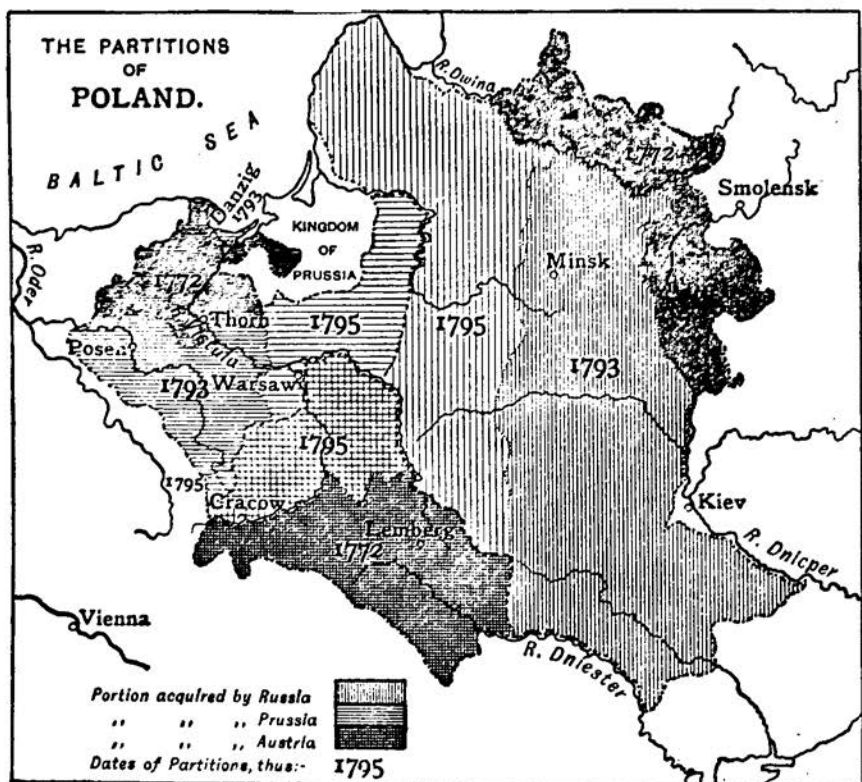 THE PARTITIONS
OF
POLAND.
BALTIC SEA
R. Dwina
1772
Smolensk
Danzig
1793
KINGDOM
OF
PRUSSIA
R. Oder
1772
Minsk
Thorn
R. Vistula
1795
1795
Posen
1793
Warsaw
1793
1795
1795
Cracow
Kiev
Lemberg
1772
R. Dnieper
Vienna
R. Dniester
Portion acquired by Russia
,, ,, ,, Prussia
,, ,, ,, Austria
Dates of Partitions, thus:- 1795